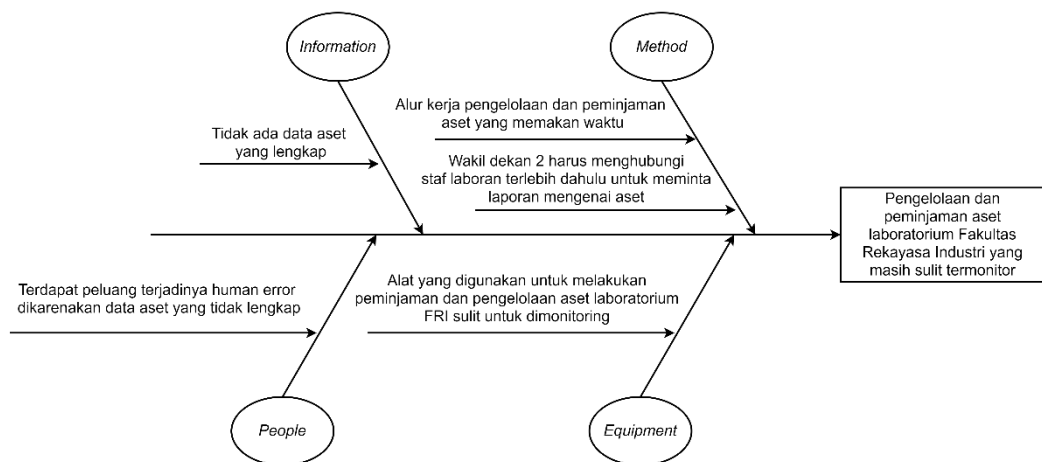 Information
Method
Alur kerja pengelolaan dan peminjaman
aset yang memakan waktu
Tidak ada data aset
yang lengkap
Wakil dekan 2 harus menghubungi
staf laboran terlebih dahulu untuk meminta
laporan mengenai aset
Pengelolaan dan
peminjaman aset
laboratorium Fakultas
Rekayasa Industri yang
masih sulit termonitor
Terdapat peluang terjadinya human error
dikarenakan data aset yang tidak lengkap
Alat yang digunakan untuk melakukan
peminjaman dan pengelolaan aset laboratorium
FRI sulit untuk dimonitoring
People
Equipment